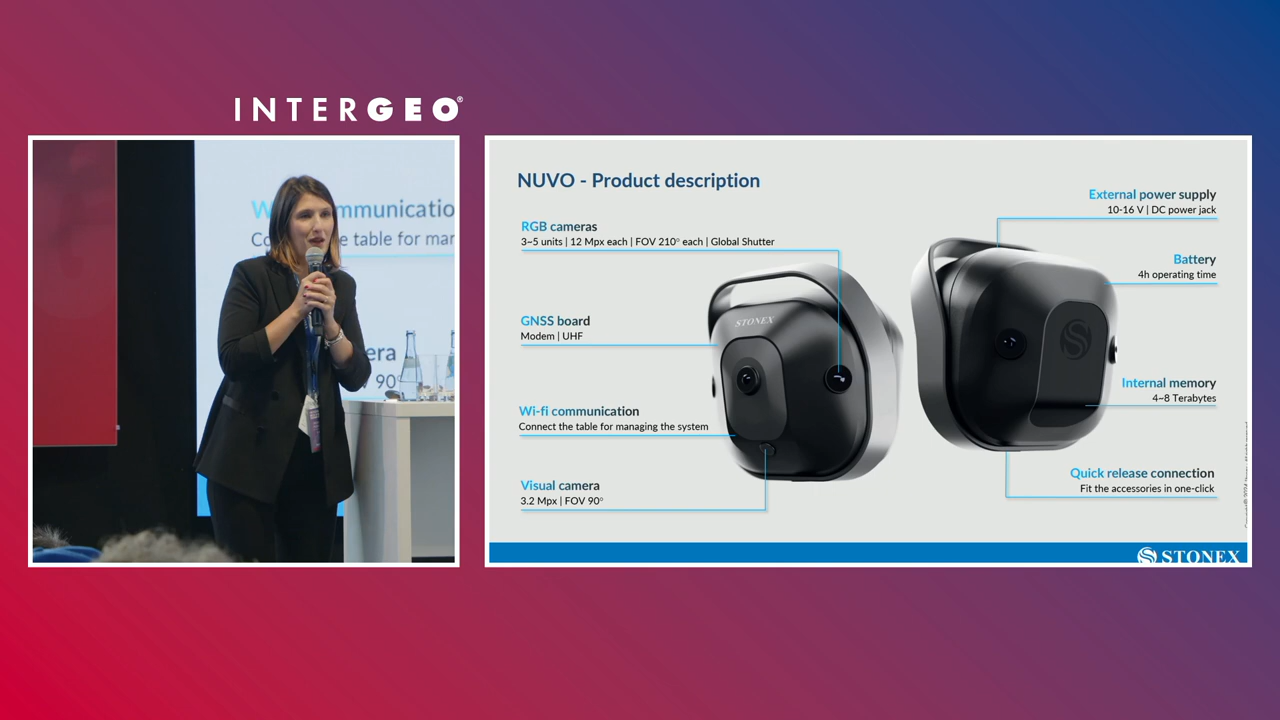 INTERGEO®
W mmunicatio
Co e table for mar
era
90°
NUVO - Product description
RGB cameras
3~5 units | 12 Mpx each | FOV 210° each | Global Shutter
GNSS board
Modem | UHF
Wi-fi communication
Connect the table for managing the system
Visual camera
3.2 Mpx | FOV 90°
STONEX
External power supply
10-16 V | DC power jack
Battery
4h operating time
Internal memory
4~8 Terabytes
Quick release connection
Fit the accessories in one-click
STONEX